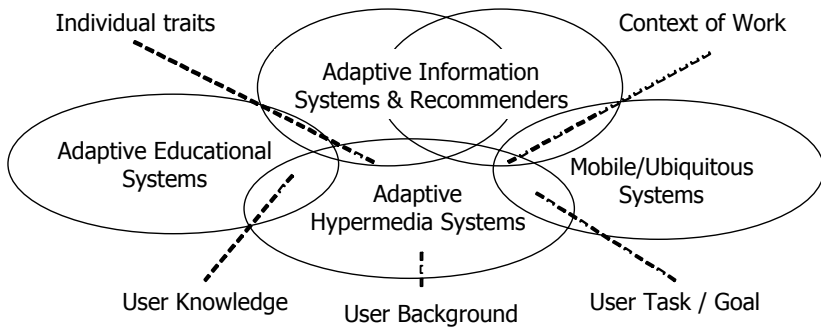 Individual traits
Context of Work
Adaptive Information
Systems & Recommenders
Adaptive Educational
Systems
Mobile/Ubiquitous
Systems
Adaptive
Hypermedia Systems
User Knowledge
User Background
User Task / Goal